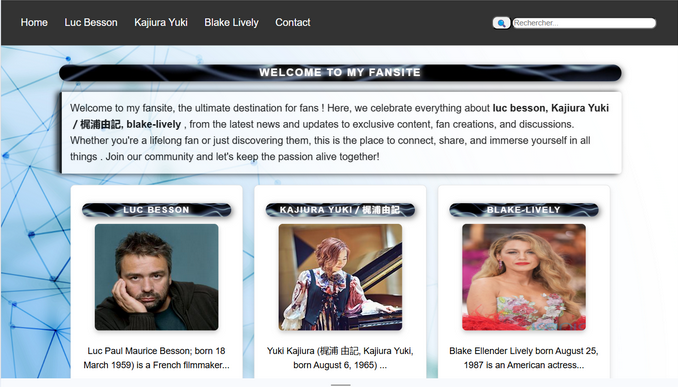 Home Luc Besson Kajiura Yuki Blake Lively Contact Rechercher...
WELCOME TO MY FANSITE
Welcome to my fansite, the ultimate destination for fans ! Here, we celebrate everything about luc besson, Kajiura Yuki
/ 梶浦由記, blake-lively , from the latest news and updates to exclusive content, fan creations, and discussions.
Whether you're a lifelong fan or just discovering them, this is the place to connect, share, and immerse yourself in all
things . Join our community and let's keep the passion alive together!
LUC BESSON
Luc Paul Maurice Besson; born 18
March 1959) is a French filmmaker...
KAJIURA YUKI / 梶浦由記
Yuki Kajiura (梶浦 由記, Kajiura Yuki,
born August 6, 1965) ...
BLAKE-LIVELY
Blake Ellender Lively born August 25,
1987 is an American actress...